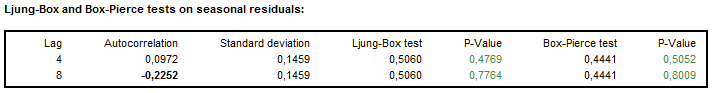 Ljung-Box and Box-Pierce tests on seasonal residuals:
Lag Autocorrelation Standard deviation Ljung-Box test P-Value Box-Pierce test P-Value
4 0,0972 0,1459 0,5060 0,4769 0,4441 0,5052
8 -0,2252 0,1459 0,5060 0,7764 0,4441 0,8009